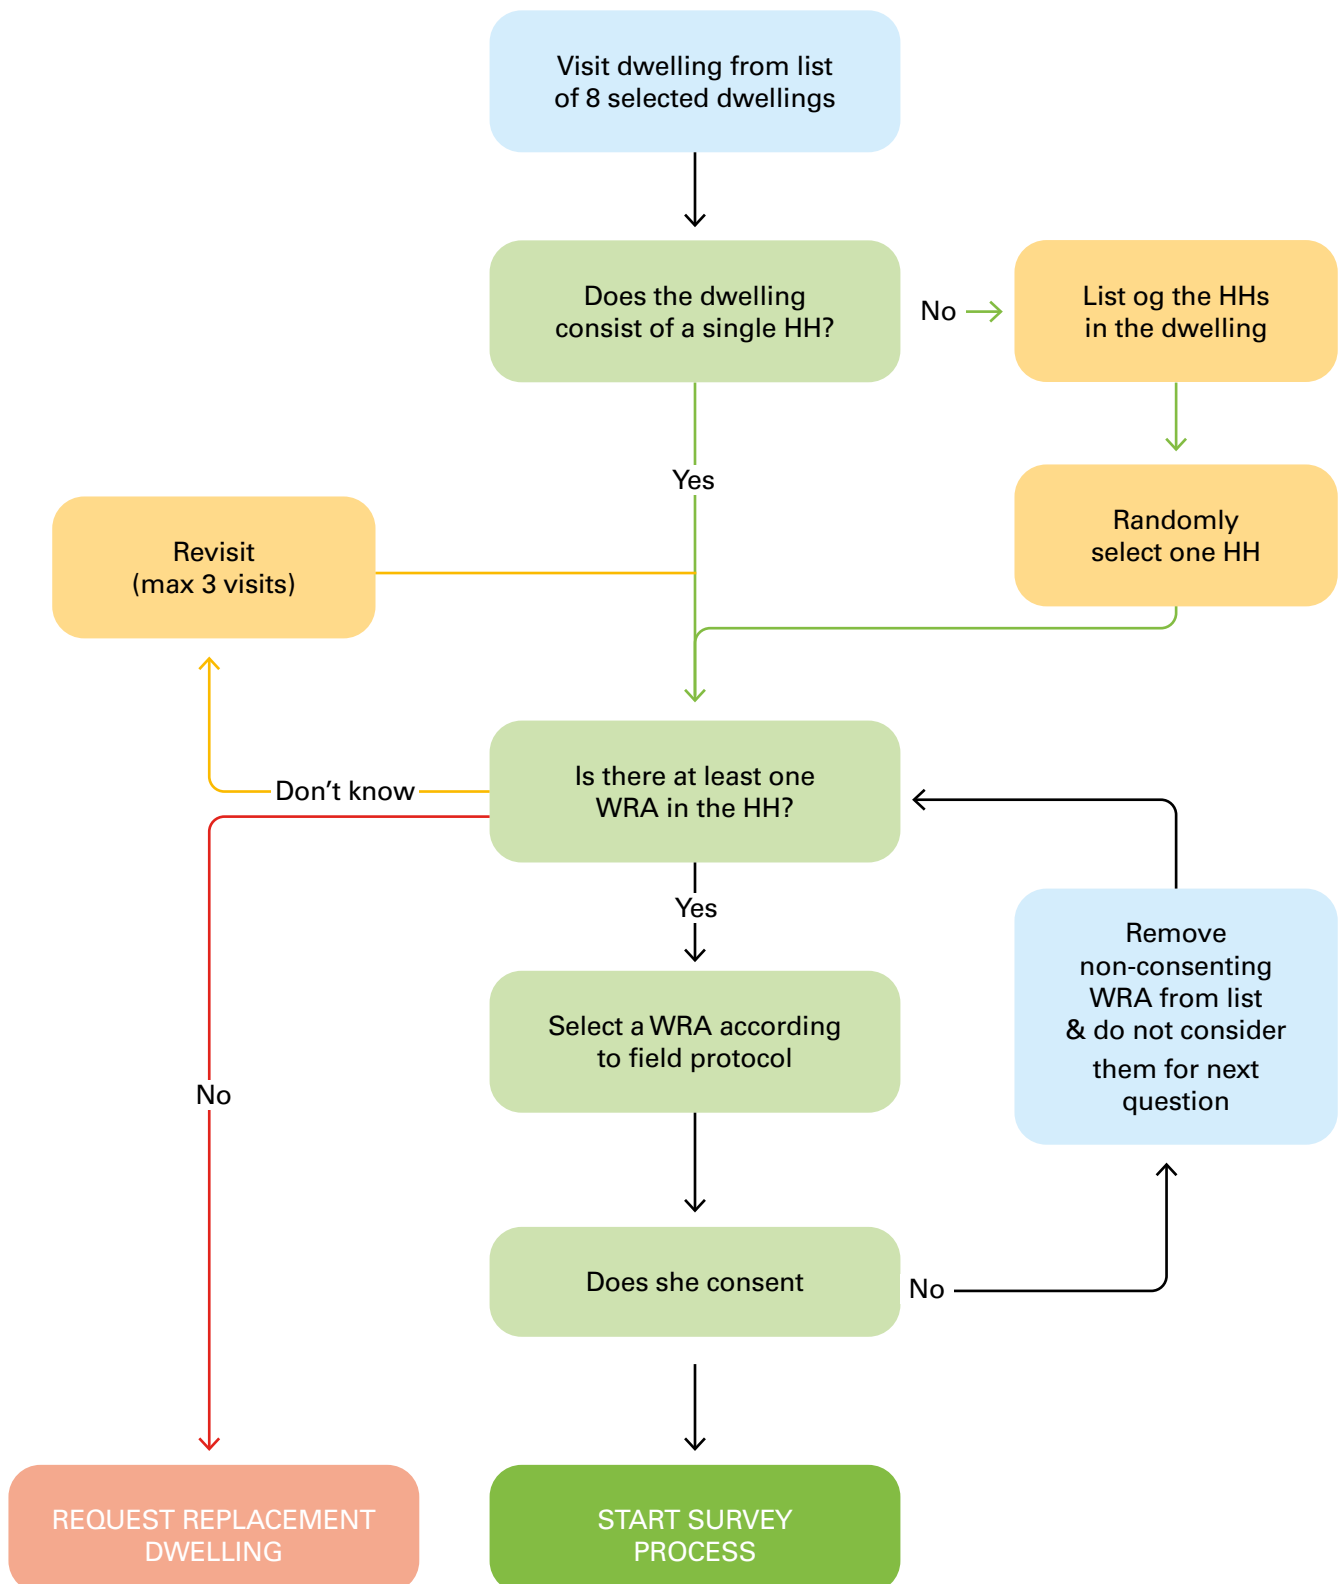 Visit dwelling from list
of 8 selected dwellings
Does the dwelling
consist of a single HH?
No
List og the HHs
in the dwelling
Yes
Randomly
select one HH
Revisit
(max 3 visits)
Is there at least one
WRA in the HH?
Don’t know
Yes
Remove
non-consenting
WRA from list
& do not consider
them for next
question
Select a WRA according
to field protocol
No
Does she consent
No
REQUEST REPLACEMENT
DWELLING
START SURVEY
PROCESS